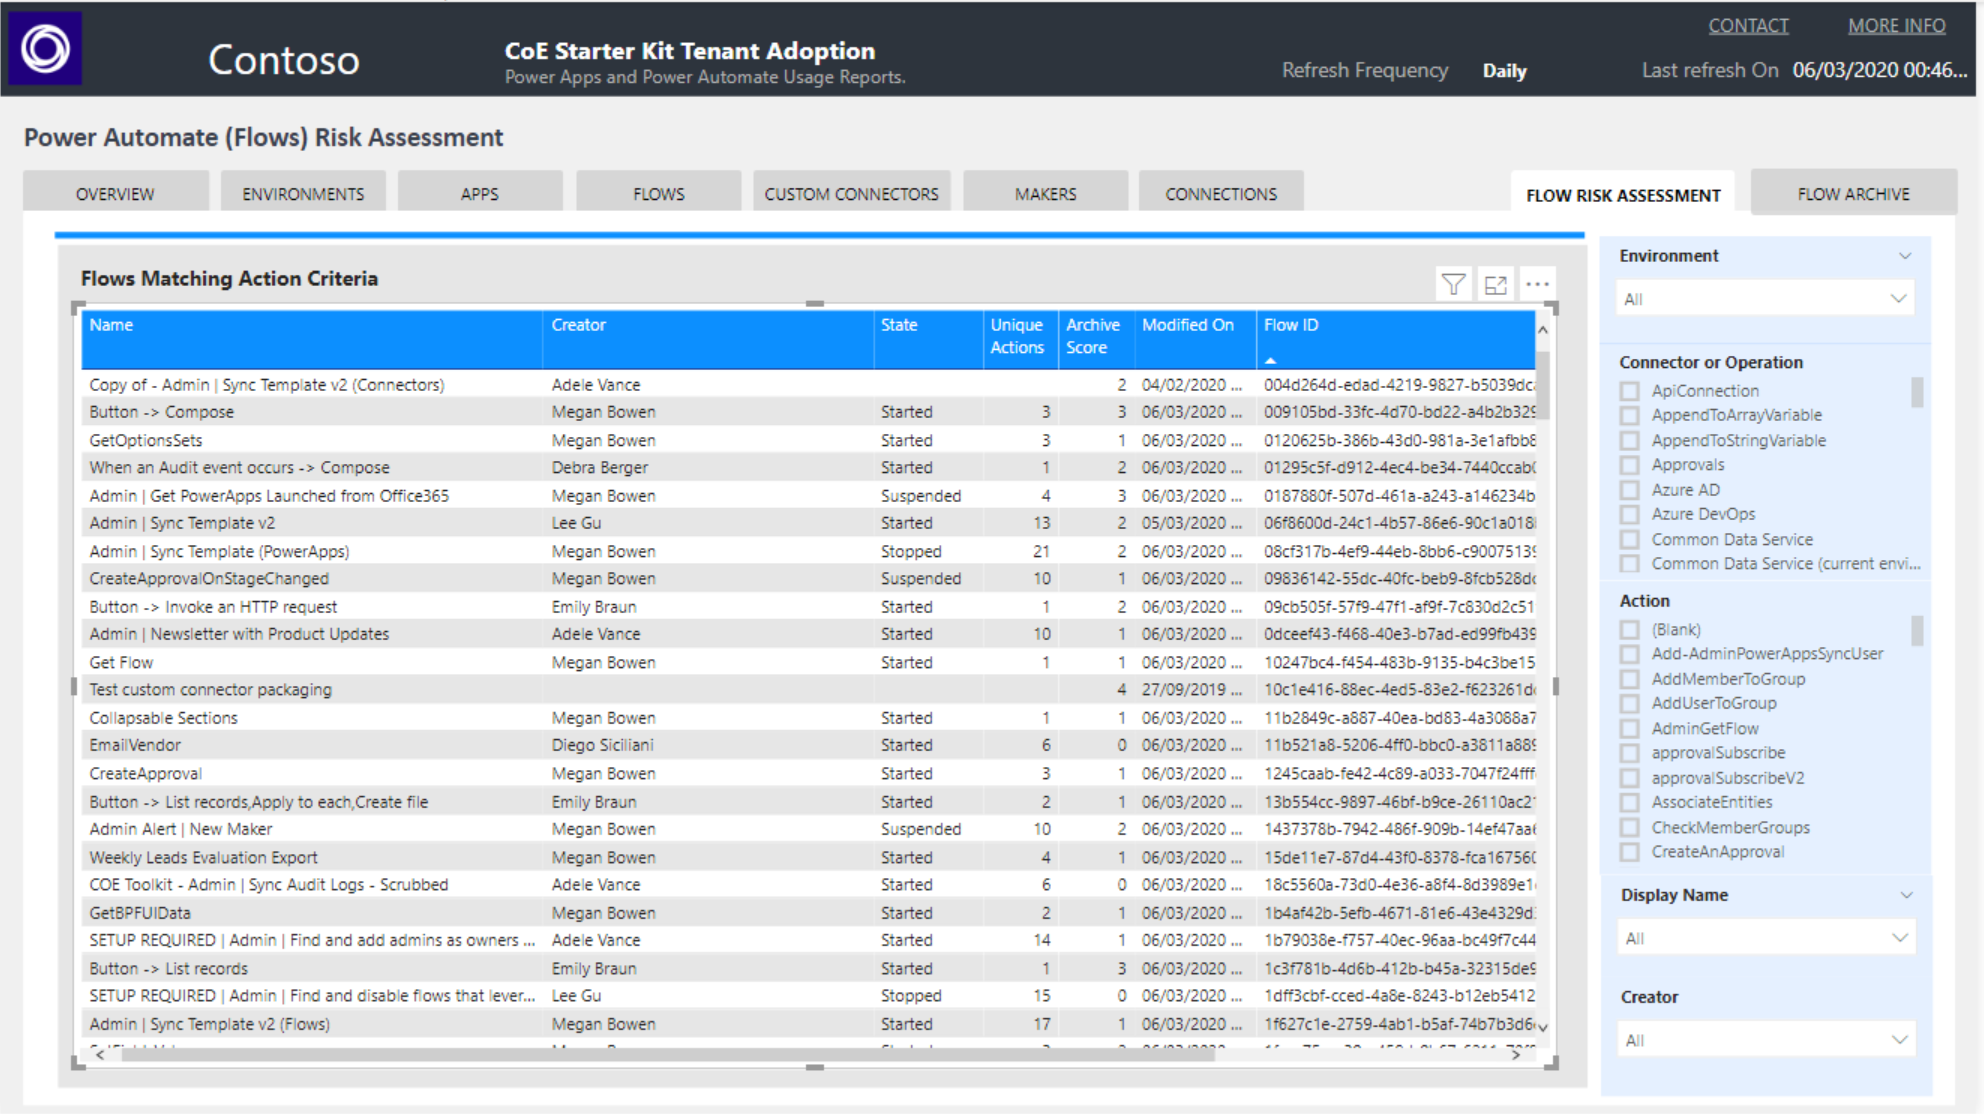 CONTACT MORE INFO
Contoso
CoE Starter Kit Tenant Adoption
Power Apps and Power Automate Usage Reports.
Refresh Frequency Daily
Last refresh On 06/03/2020 00:46...
Power Automate (Flows) Risk Assessment
OVERVIEW ENVIRONMENTS APPS FLOWS CUSTOM CONNECTORS MAKERS CONNECTIONS FLOW RISK ASSESSMENT FLOW ARCHIVE
Flows Matching Action Criteria
Name Creator State Unique Actions Archive Score Modified On Flow ID
Copy of - Admin | Sync Template v2 (Connectors) Adele Vance 2 04/02/2020 ... 004d264d-edad-4219-9827-b5039dc
Button -> Compose Megan Bowen Started 3 3 06/03/2020 ... 009105bd-33fc-4d70-bd22-a4b2b329
GetOptionsSets Megan Bowen Started 3 1 06/03/2020 ... 0120625b-386b-43d0-981a-3e1afbb8
When an Audit event occurs -> Compose Debra Berger Started 1 2 06/03/2020 ... 01295c5f-d912-4ec4-be34-7440ccab
Admin | Get PowerApps Launched from Office365 Megan Bowen Suspended 4 3 06/03/2020 ... 0187880f-507d-461a-a243-a146234b
Admin | Sync Template v2 Lee Gu Started 13 2 05/03/2020 ... 06f8600d-24c1-4b57-86e6-90c1a018
Admin | Sync Template (PowerApps) Megan Bowen Stopped 21 2 06/03/2020 ... 08cf317b-4ef9-44eb-8bb6-c9007513
CreateApprovalOnStageChanged Megan Bowen Suspended 10 1 06/03/2020 ... 09836142-55dc-40fc-beb9-8fcb528d
Button -> Invoke an HTTP request Emily Braun Started 1 2 06/03/2020 ... 09cb505f-57f9-47f1-af9f-7c830d2c51
Admin | Newsletter with Product Updates Adele Vance Started 10 1 06/03/2020 ... 0dceef43-f468-40e3-b7ad-ed99fb439
Get Flow Megan Bowen Started 1 1 06/03/2020 ... 10247bc4-f454-483b-9135-b4c3be15
Test custom connector packaging 4 27/09/2019 ... 10c1e416-88ec-4ed5-83e2-f623261d
Collapsable Sections Megan Bowen Started 1 1 06/03/2020 ... 11b2849c-a887-40ea-bd83-4a3088a7
EmailVendor Diego Siciliani Started 6 0 06/03/2020 ... 11b521a8-5206-4ff0-bbc0-a3811a88
CreateApproval Megan Bowen Started 3 1 06/03/2020 ... 1245caab-fe42-4c89-a033-7047f24fff
Button -> List records,Apply to each,Create file Emily Braun Started 2 1 06/03/2020 ... 13b554cc-9897-46bf-b9ce-26110ac2
Admin Alert | New Maker Megan Bowen Suspended 10 2 06/03/2020 ... 1437378b-7942-486f-909b-14ef47aa
Weekly Leads Evaluation Export Megan Bowen Started 4 1 06/03/2020 ... 15de11e7-87d4-43f0-8378-fca16756
COE Toolkit - Admin | Sync Audit Logs - Scrubbed Adele Vance Started 6 0 06/03/2020 ... 18c5560a-73d0-4e36-a8f4-8d3989e1
GetBPFUIData Megan Bowen Started 2 1 06/03/2020 ... 1b4af42b-5efb-4671-81e6-43e4329d
SETUP REQUIRED | Admin | Find and add admins as owners ... Adele Vance Started 14 1 06/03/2020 ... 1b79038e-f757-40ec-96aa-bc49f7c44
Button -> List records Emily Braun Started 1 3 06/03/2020 ... 1c3f781b-4d6b-412b-b45a-32315de9
SETUP REQUIRED | Admin | Find and disable flows that lever... Lee Gu Stopped 15 0 06/03/2020 ... 1dff3cbf-cced-4a8e-8243-b12eb5412
Admin | Sync Template v2 (Flows) Megan Bowen Started 17 1 06/03/2020 ... 1f627c1e-2759-4ab1-b5af-74b7b3d6
Environment
All
Connector or Operation
ApiConnection
AppendToArrayVariable
AppendToStringVariable
Approvals
Azure AD
Azure DevOps
Common Data Service
Common Data Service (current envi...
Action
(Blank)
Add-AdminPowerAppsSyncUser
AddMemberToGroup
AddUserToGroup
AdminGetFlow
approvalSubscribe
approvalSubscribeV2
AssociateEntities
CheckMemberGroups
CreateAnApproval
Display Name
All
Creator
All